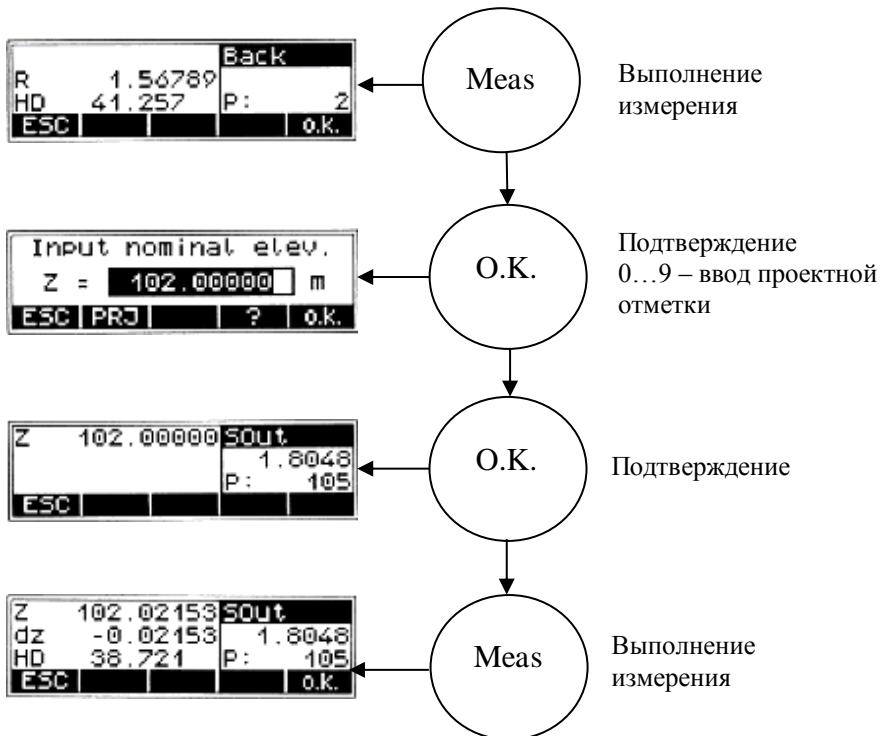 Back
R 1.56789
HD 41.257 P: 2
ESC o.k.
Meas
Выполнение
измерения
Input nominal elev.
Z = 102.00000 m
ESC PRJ ? o.k.
O.K.
Подтверждение
0…9 – ввод проектной
отметки
Z 102.00000 SOut
1.8048
P: 105
ESC
O.K.
Подтверждение
Z 102.02153 SOut
dz -0.02153 1.8048
HD 38.721 P: 105
ESC o.k.
Meas
Выполнение
измерения